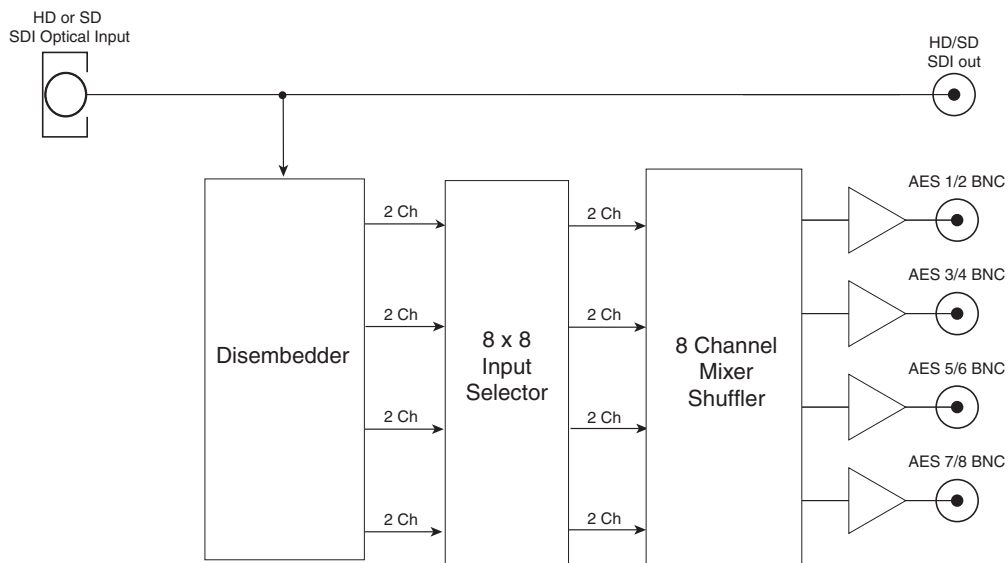 HD or SD
SDI Optical Input
HD/SD
SDI out
AES 1/2 BNC
2 Ch
2 Ch
AES 3/4 BNC
2 Ch
2 Ch
Disembedder
8 x 8
Input
Selector
8 Channel
Mixer
Shuffler
AES 5/6 BNC
2 Ch
2 Ch
AES 7/8 BNC
2 Ch
2 Ch